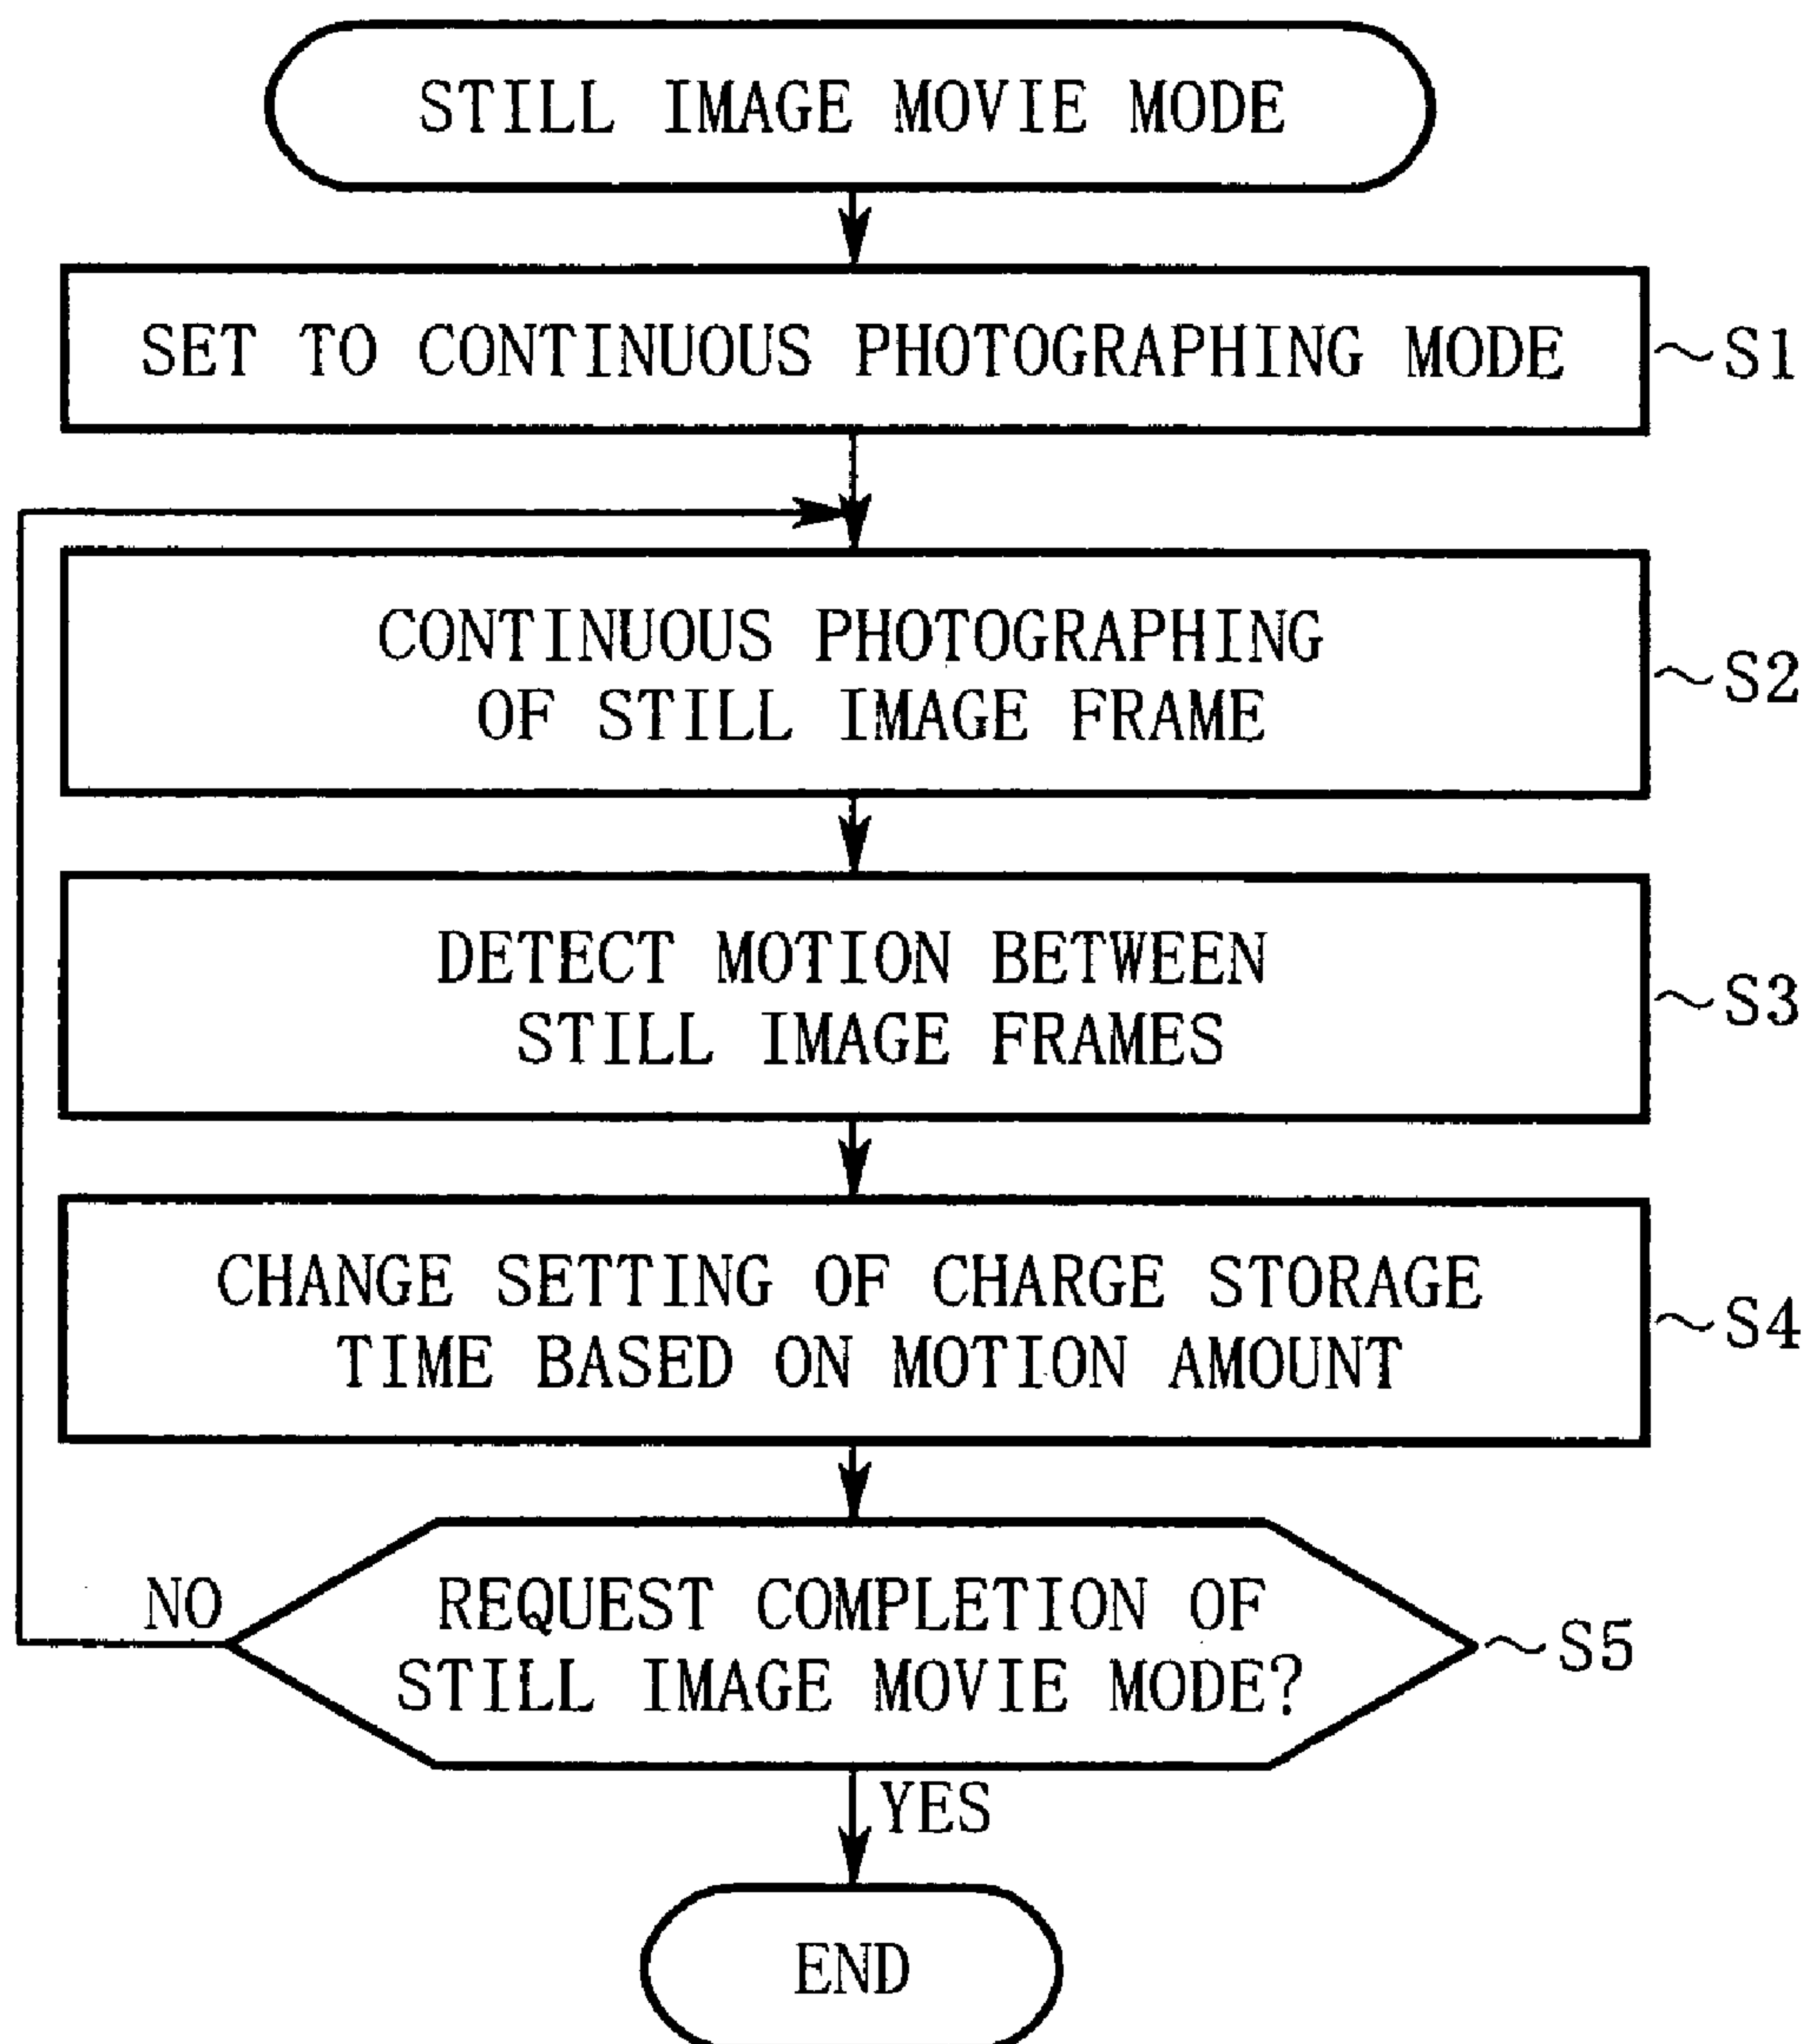 STILL IMAGE MOVIE MODE
SET TO CONTINUOUS PHOTOGRAPHING MODE
~S1
CONTINUOUS PHOTOGRAPHING
OF STILL IMAGE FRAME
~S2
DETECT MOTION BETWEEN
STILL IMAGE FRAMES
~S3
CHANGE SETTING OF CHARGE STORAGE
TIME BASED ON MOTION AMOUNT
~S4
NO
REQUEST COMPLETION OF
STILL IMAGE MOVIE MODE?
~S5
YES
END